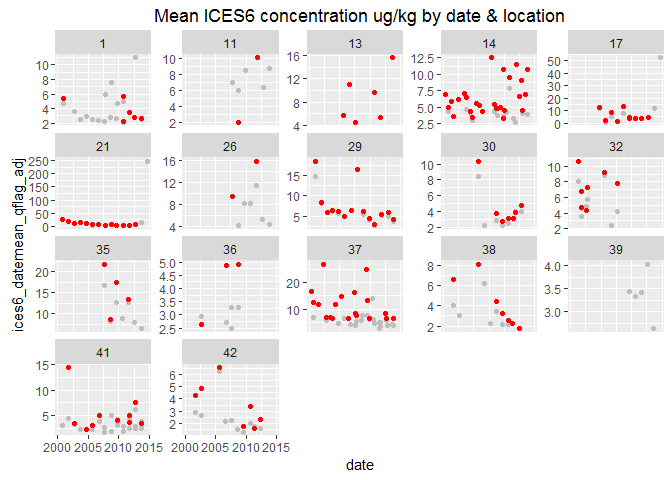 Mean ICES6 concentration ug/kg by date & location
ices6_datemean_qflag_adj
1 11 13 14 17
10 8 6 4 2
10 8 6 4 2
16 12 8 4
12.5 10.0 7.5 5.0 2.5
50 40 30 20 10 0
21 26 29 30 32
250 200 150 100 50 0
16 12 8 4
15 10 5
10 8 6 4 2
10 8 6 4
35 36 37 38 39
20 15 10
5.0 4.5 4.0 3.5 3.0 2.5
20 10
8 6 4 2
4.0 3.5 3.0
41 42
15 10 5
6 5 4 3 2
2000 2005 2010 2015
2000 2005 2010 2015
date